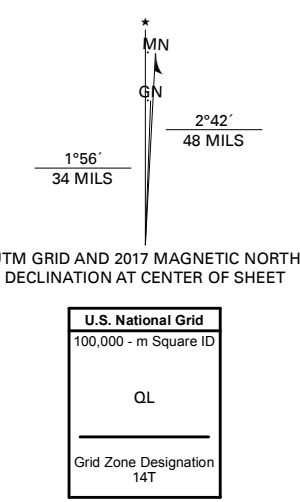 ★
MN
GN
2°42´
48 MILS
1°56´
34 MILS
UTM GRID AND 2017 MAGNETIC NORTH
DECLINATION AT CENTER OF SHEET
U.S. National Grid
100,000 - m Square ID
QL
Grid Zone Designation
14T